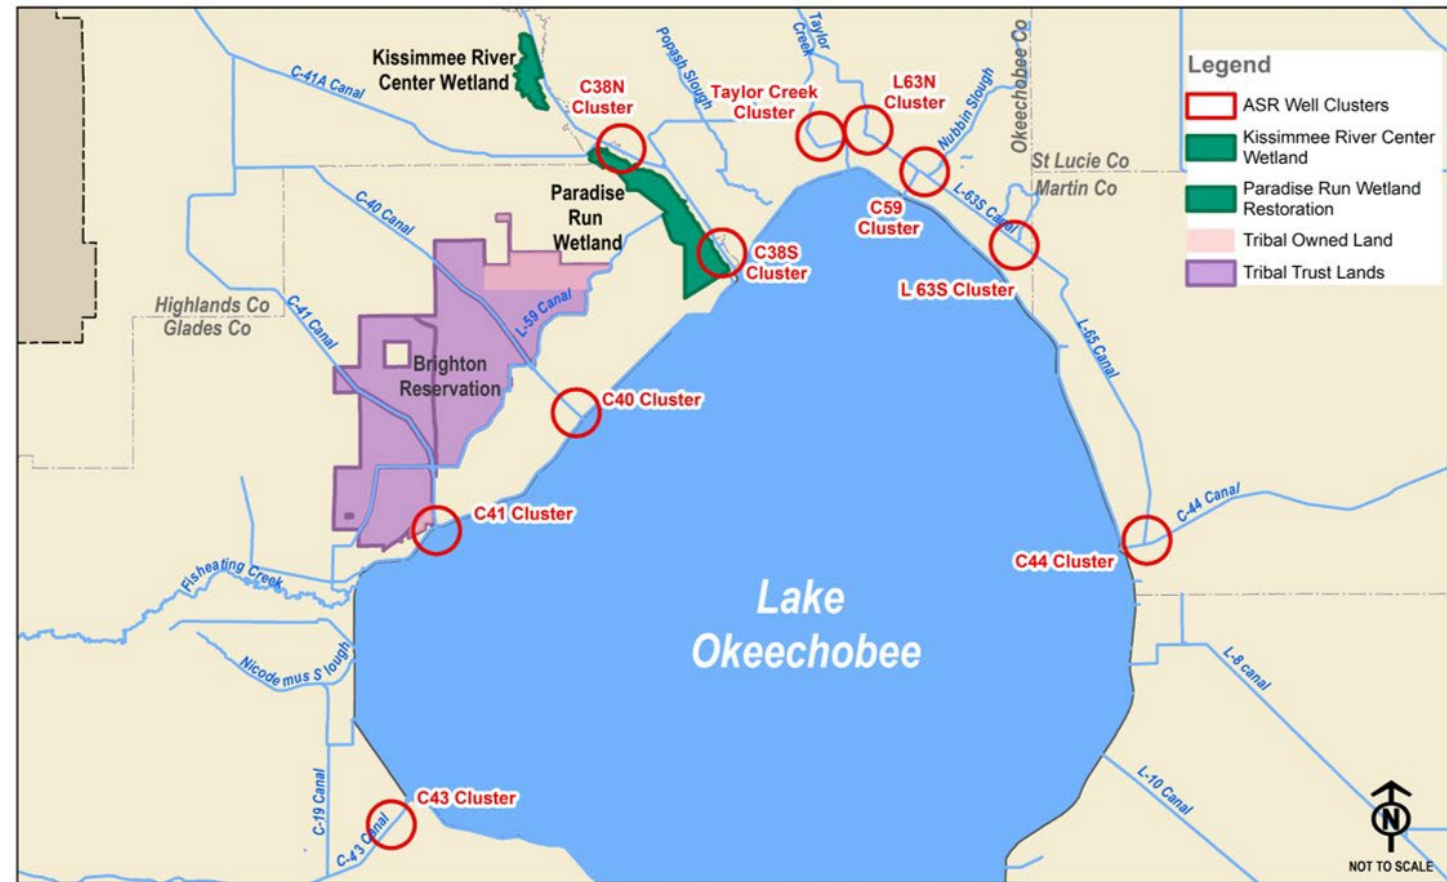 Kissimmee River
Center Wetland
C-41A Canal
C38N
Cluster
Popash Slough
Taylor
Creek
Taylor Creek
Cluster
L63N
Cluster
Nubbin Slough
Okeechobee Co
St Lucie Co
Martin Co
Legend
ASR Well Clusters
Kissimmee River Center
Wetland
Paradise Run Wetland
Restoration
Tribal Owned Land
Tribal Trust Lands
C-40 Canal
Paradise
Run
Wetland
C38S
Cluster
C59
Cluster
L-63S Canal
L 63S Cluster
Highlands Co
Glades Co
C-41 Canal
L-59 Canal
L-65 Canal
Brighton
Reservation
C40 Cluster
C41 Cluster
C-44 Canal
C44 Cluster
Fisheating Creek
Lake
Okeechobee
Nicode mus S lough
L-8 canal
C-19 Canal
C43 Cluster
C-43 Canal
L-10 Canal
N
NOT TO SCALE